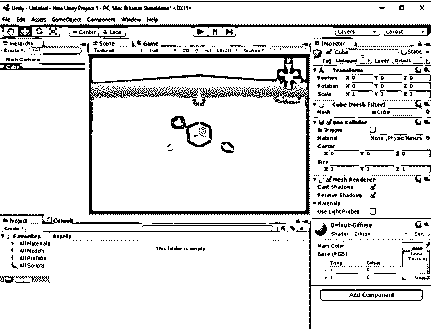 Unity - Untitled - New Unity Project 1 - PC, Mac & Linux Standalone* <DX11>
File Edit Assets GameObject Component Window Help
Center Local Layers Layout
Hierarchy Scene Game Inspector
Main Camera
Cube Static
Tag Untagged Layer Default
Transform
Position X 0 Y 0 Z 0
Rotation X 0 Y 0 Z 0
Scale X 1 Y 1 Z 1
Cube (Mesh Filter)
Mesh Cube
Box Collider
Is Trigger
Material None (Physic Material)
Center
X 0 Y 0 Z 0
Size
X 1 Y 1 Z 1
Mesh Renderer
Cast Shadows
Receive Shadows
Materials
Use Light Probes
Project Console
Create
Favorites Assets
All Materials
All Models
All Prefabs
All Scripts
This folder is empty
Default-Diffuse
Shader Diffuse
Main Color
Base (RGB)
Tiling Offset
Add Component